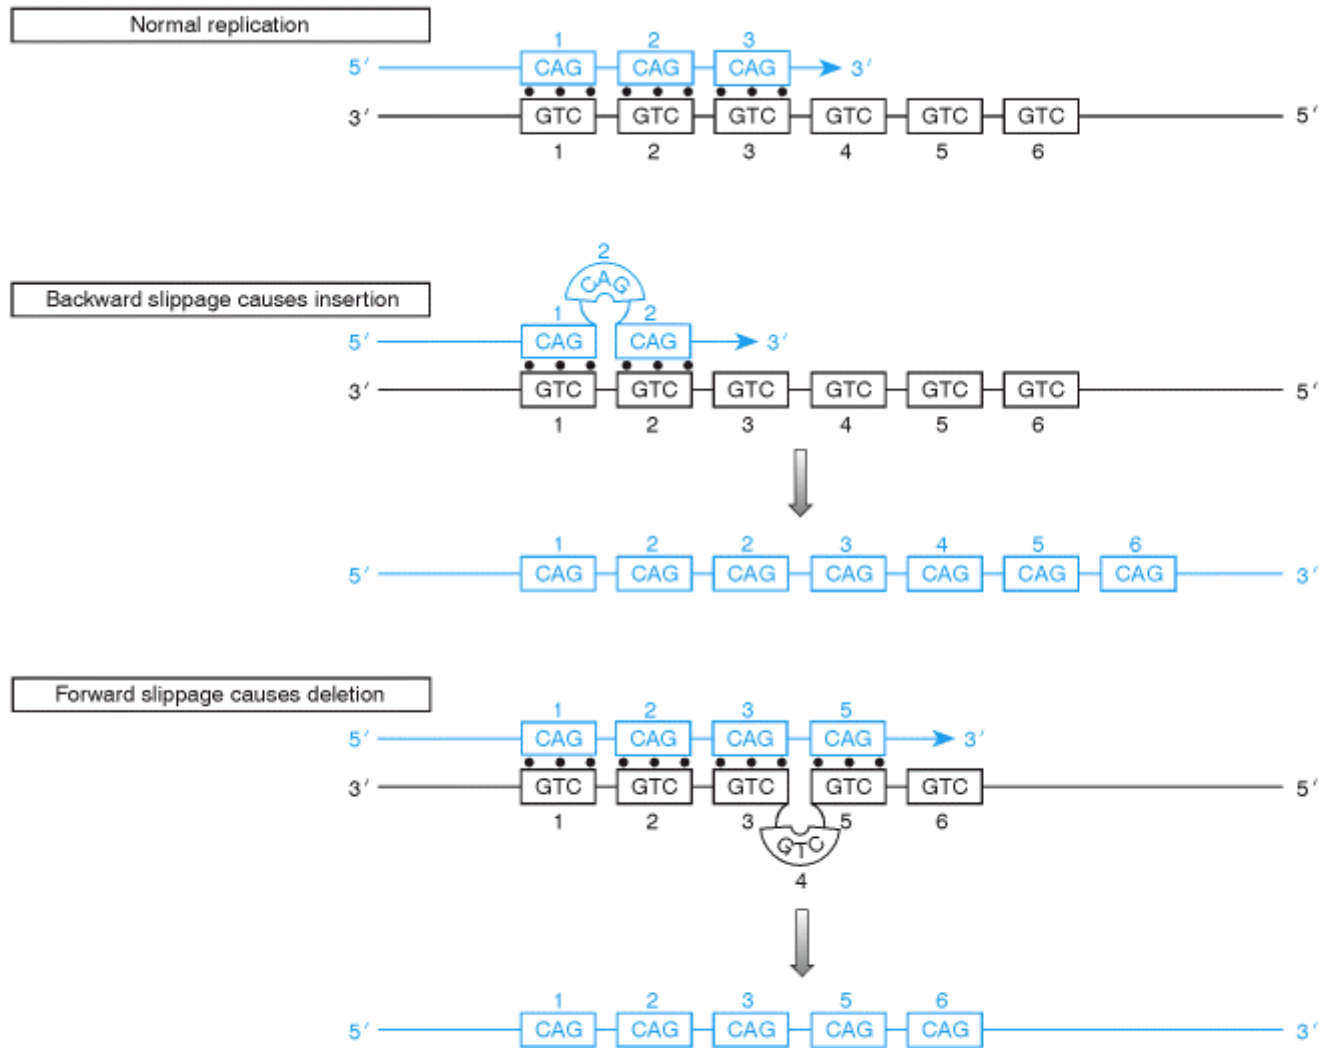 Normal replication
1 2 3
5′ CAG CAG CAG 3′
3′ GTC GTC GTC GTC GTC GTC 5′
1 2 3 4 5 6
2
CAG
Backward slippage causes insertion
1 2
5′ CAG CAG 3′
3′ GTC GTC GTC GTC GTC GTC 5′
1 2 3 4 5 6
1 2 2 3 4 5 6
5′ CAG CAG CAG CAG CAG CAG CAG 3′
Forward slippage causes deletion
1 2 3 5
5′ CAG CAG CAG CAG 3′
3′ GTC GTC GTC GTC GTC 5′
1 2 3 5 6
GTC
4
1 2 3 5 6
5′ CAG CAG CAG CAG CAG 3′